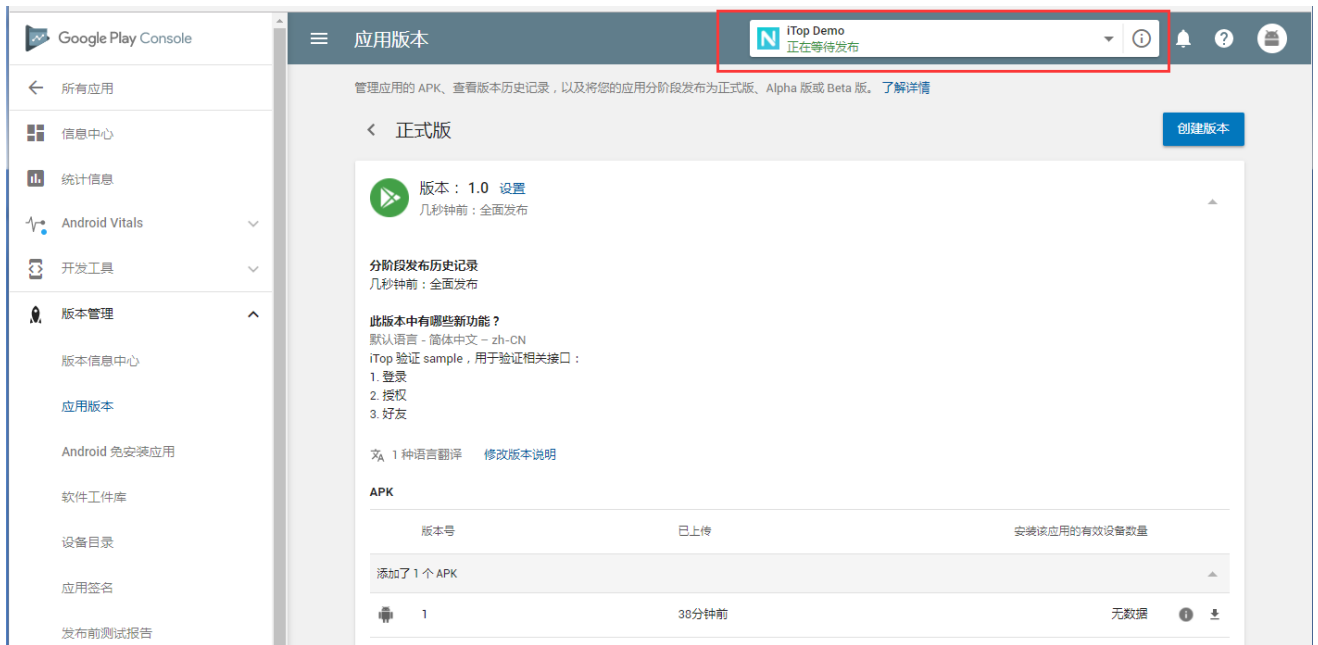 Google Play Console
应用版本
iTop Demo
正在等待发布
所有应用
管理应用的 APK、查看版本历史记录，以及将您的应用分阶段发布为正式版、Alpha 版或 Beta 版。 了解详情
信息中心
统计信息
Android Vitals
开发工具
版本管理
版本信息中心
应用版本
Android 免安装应用
软件工件库
设备目录
应用签名
发布前测试报告
正式版
创建版本
版本： 1.0 设置
几秒钟前：全面发布
分阶段发布历史记录
几秒钟前：全面发布
此版本中有哪些新功能？
默认语言 - 简体中文 – zh-CN
iTop 验证 sample，用于验证相关接口：
1. 登录
2. 授权
3. 好友
1 种语言翻译 修改版本说明
APK
版本号 已上传 安装该应用的有效设备数量
添加了 1 个 APK
1 38分钟前 无数据